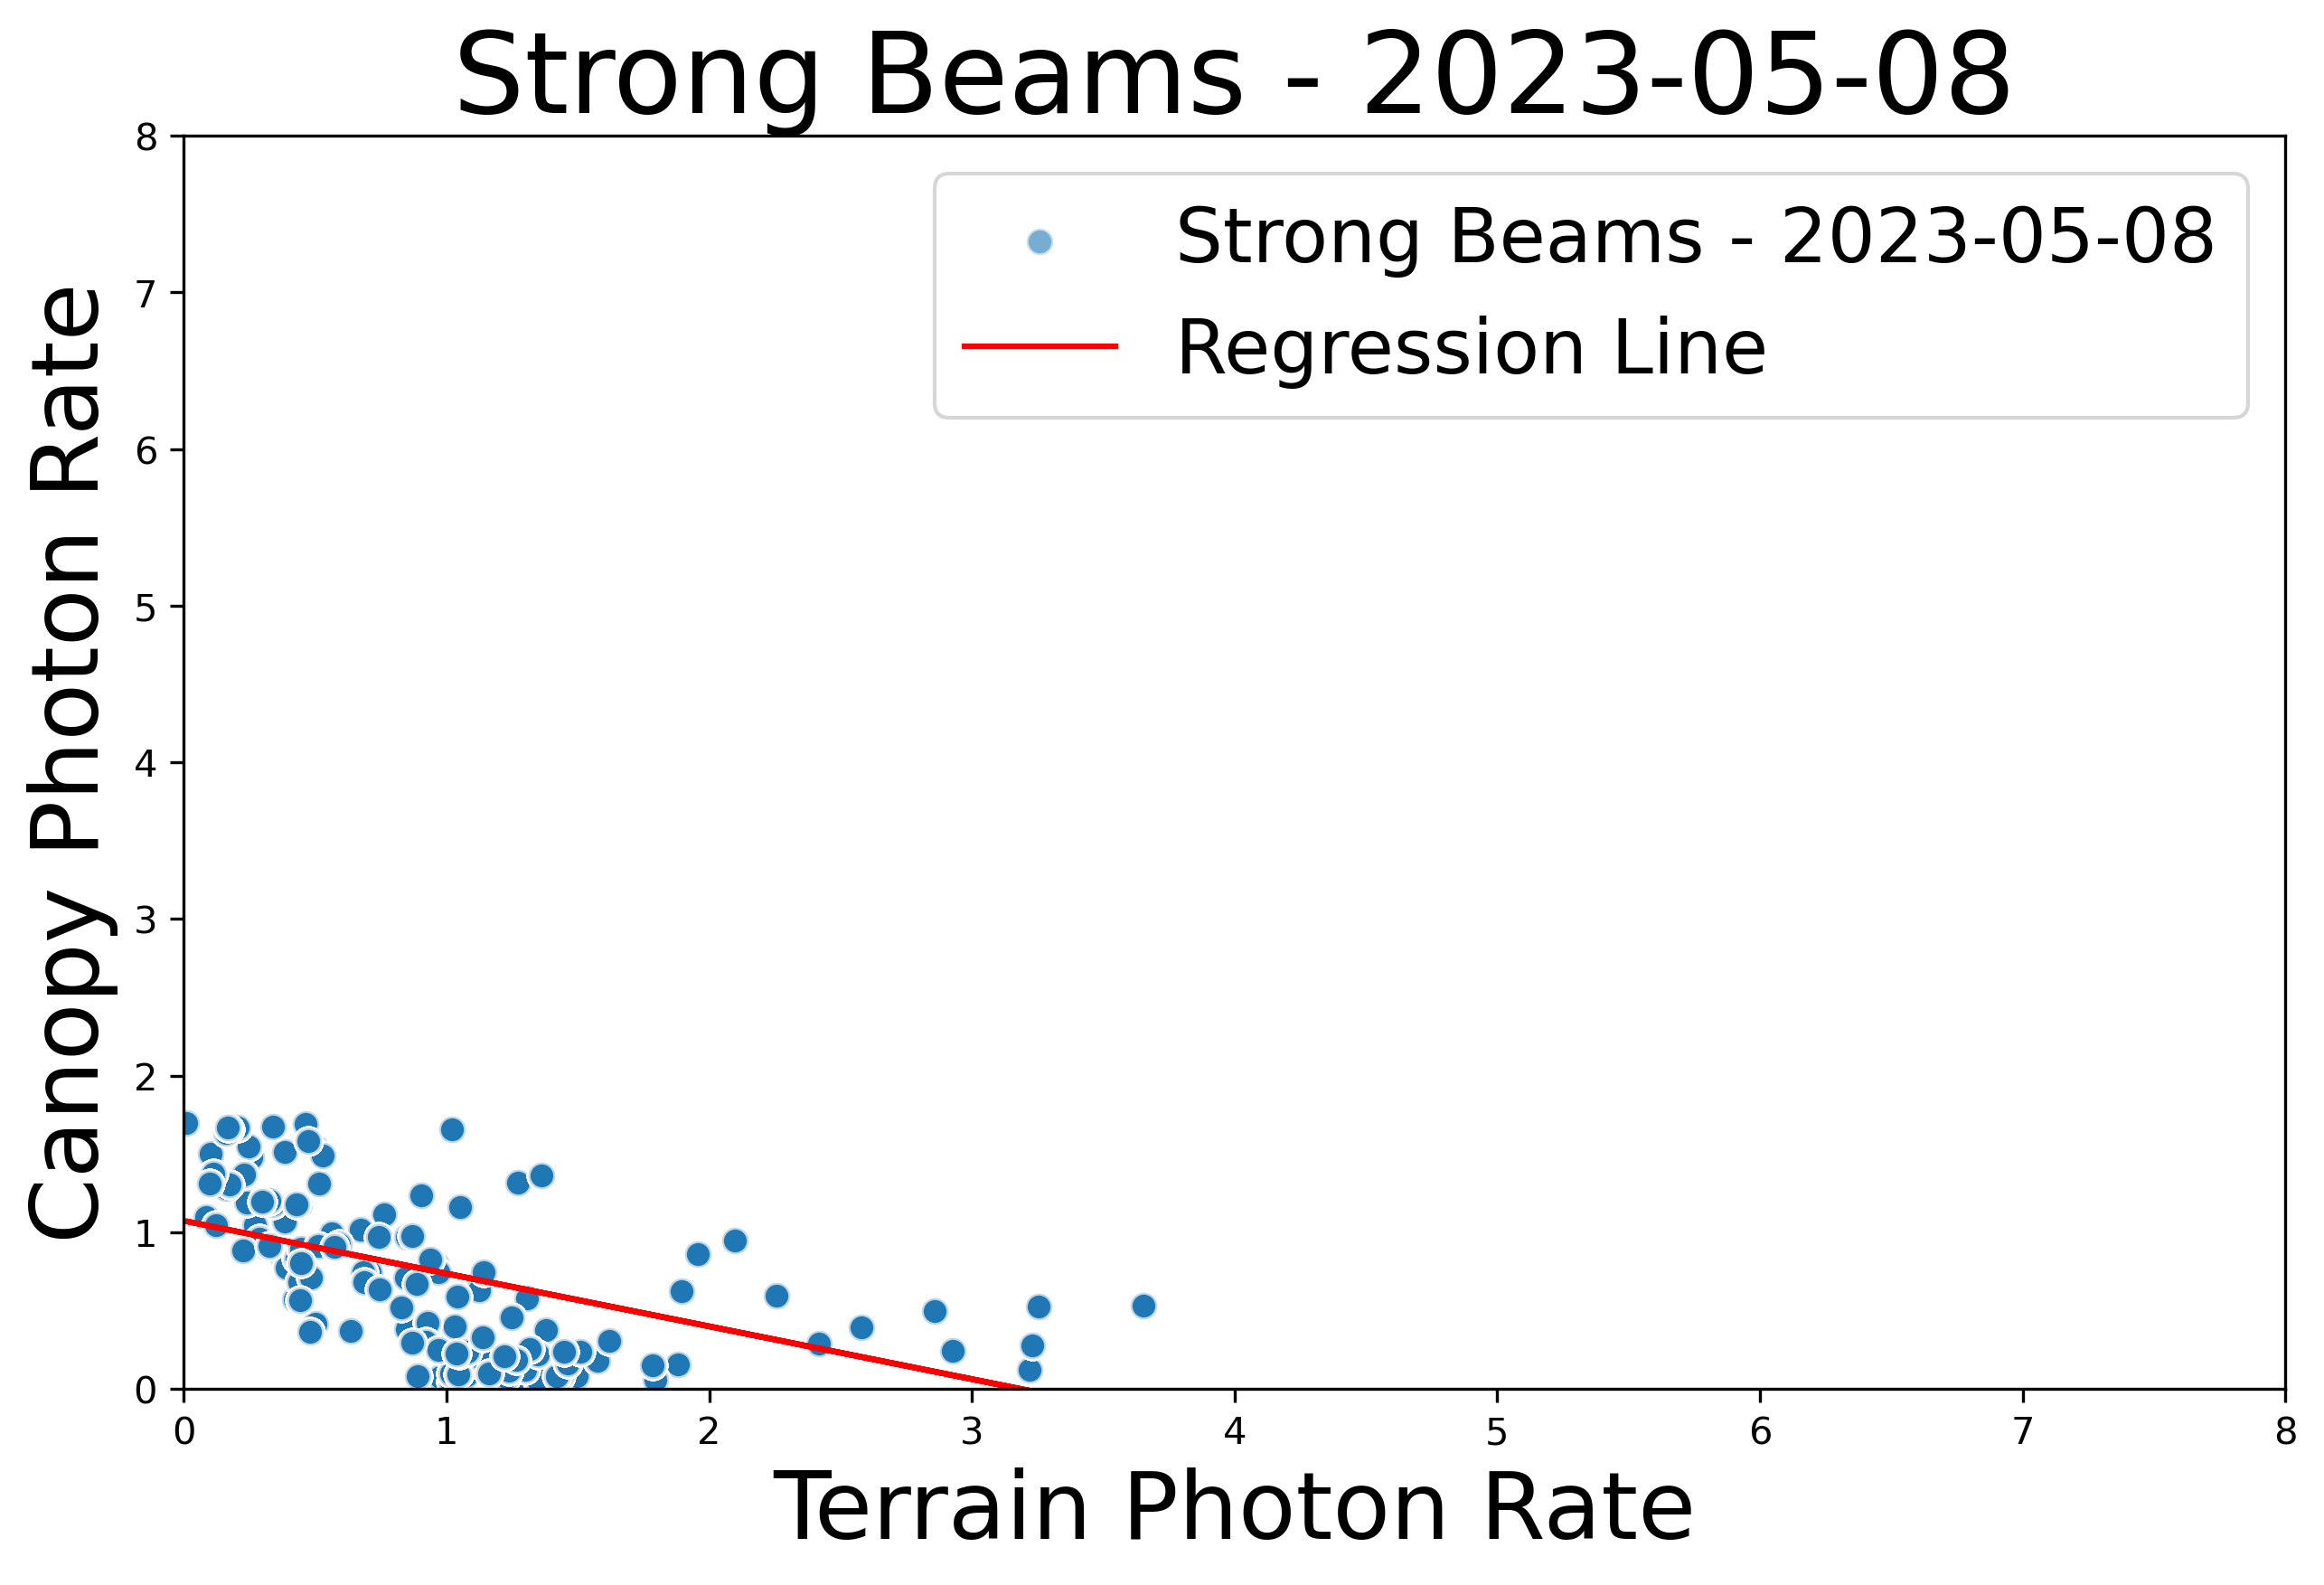 Strong Beams - 2023-05-08
Strong Beams - 2023-05-08
Regression Line
Canopy Photon Rate
8
7
6
5
4
3
2
1
0
0 1 2 3 4 5 6 7 8
Terrain Photon Rate